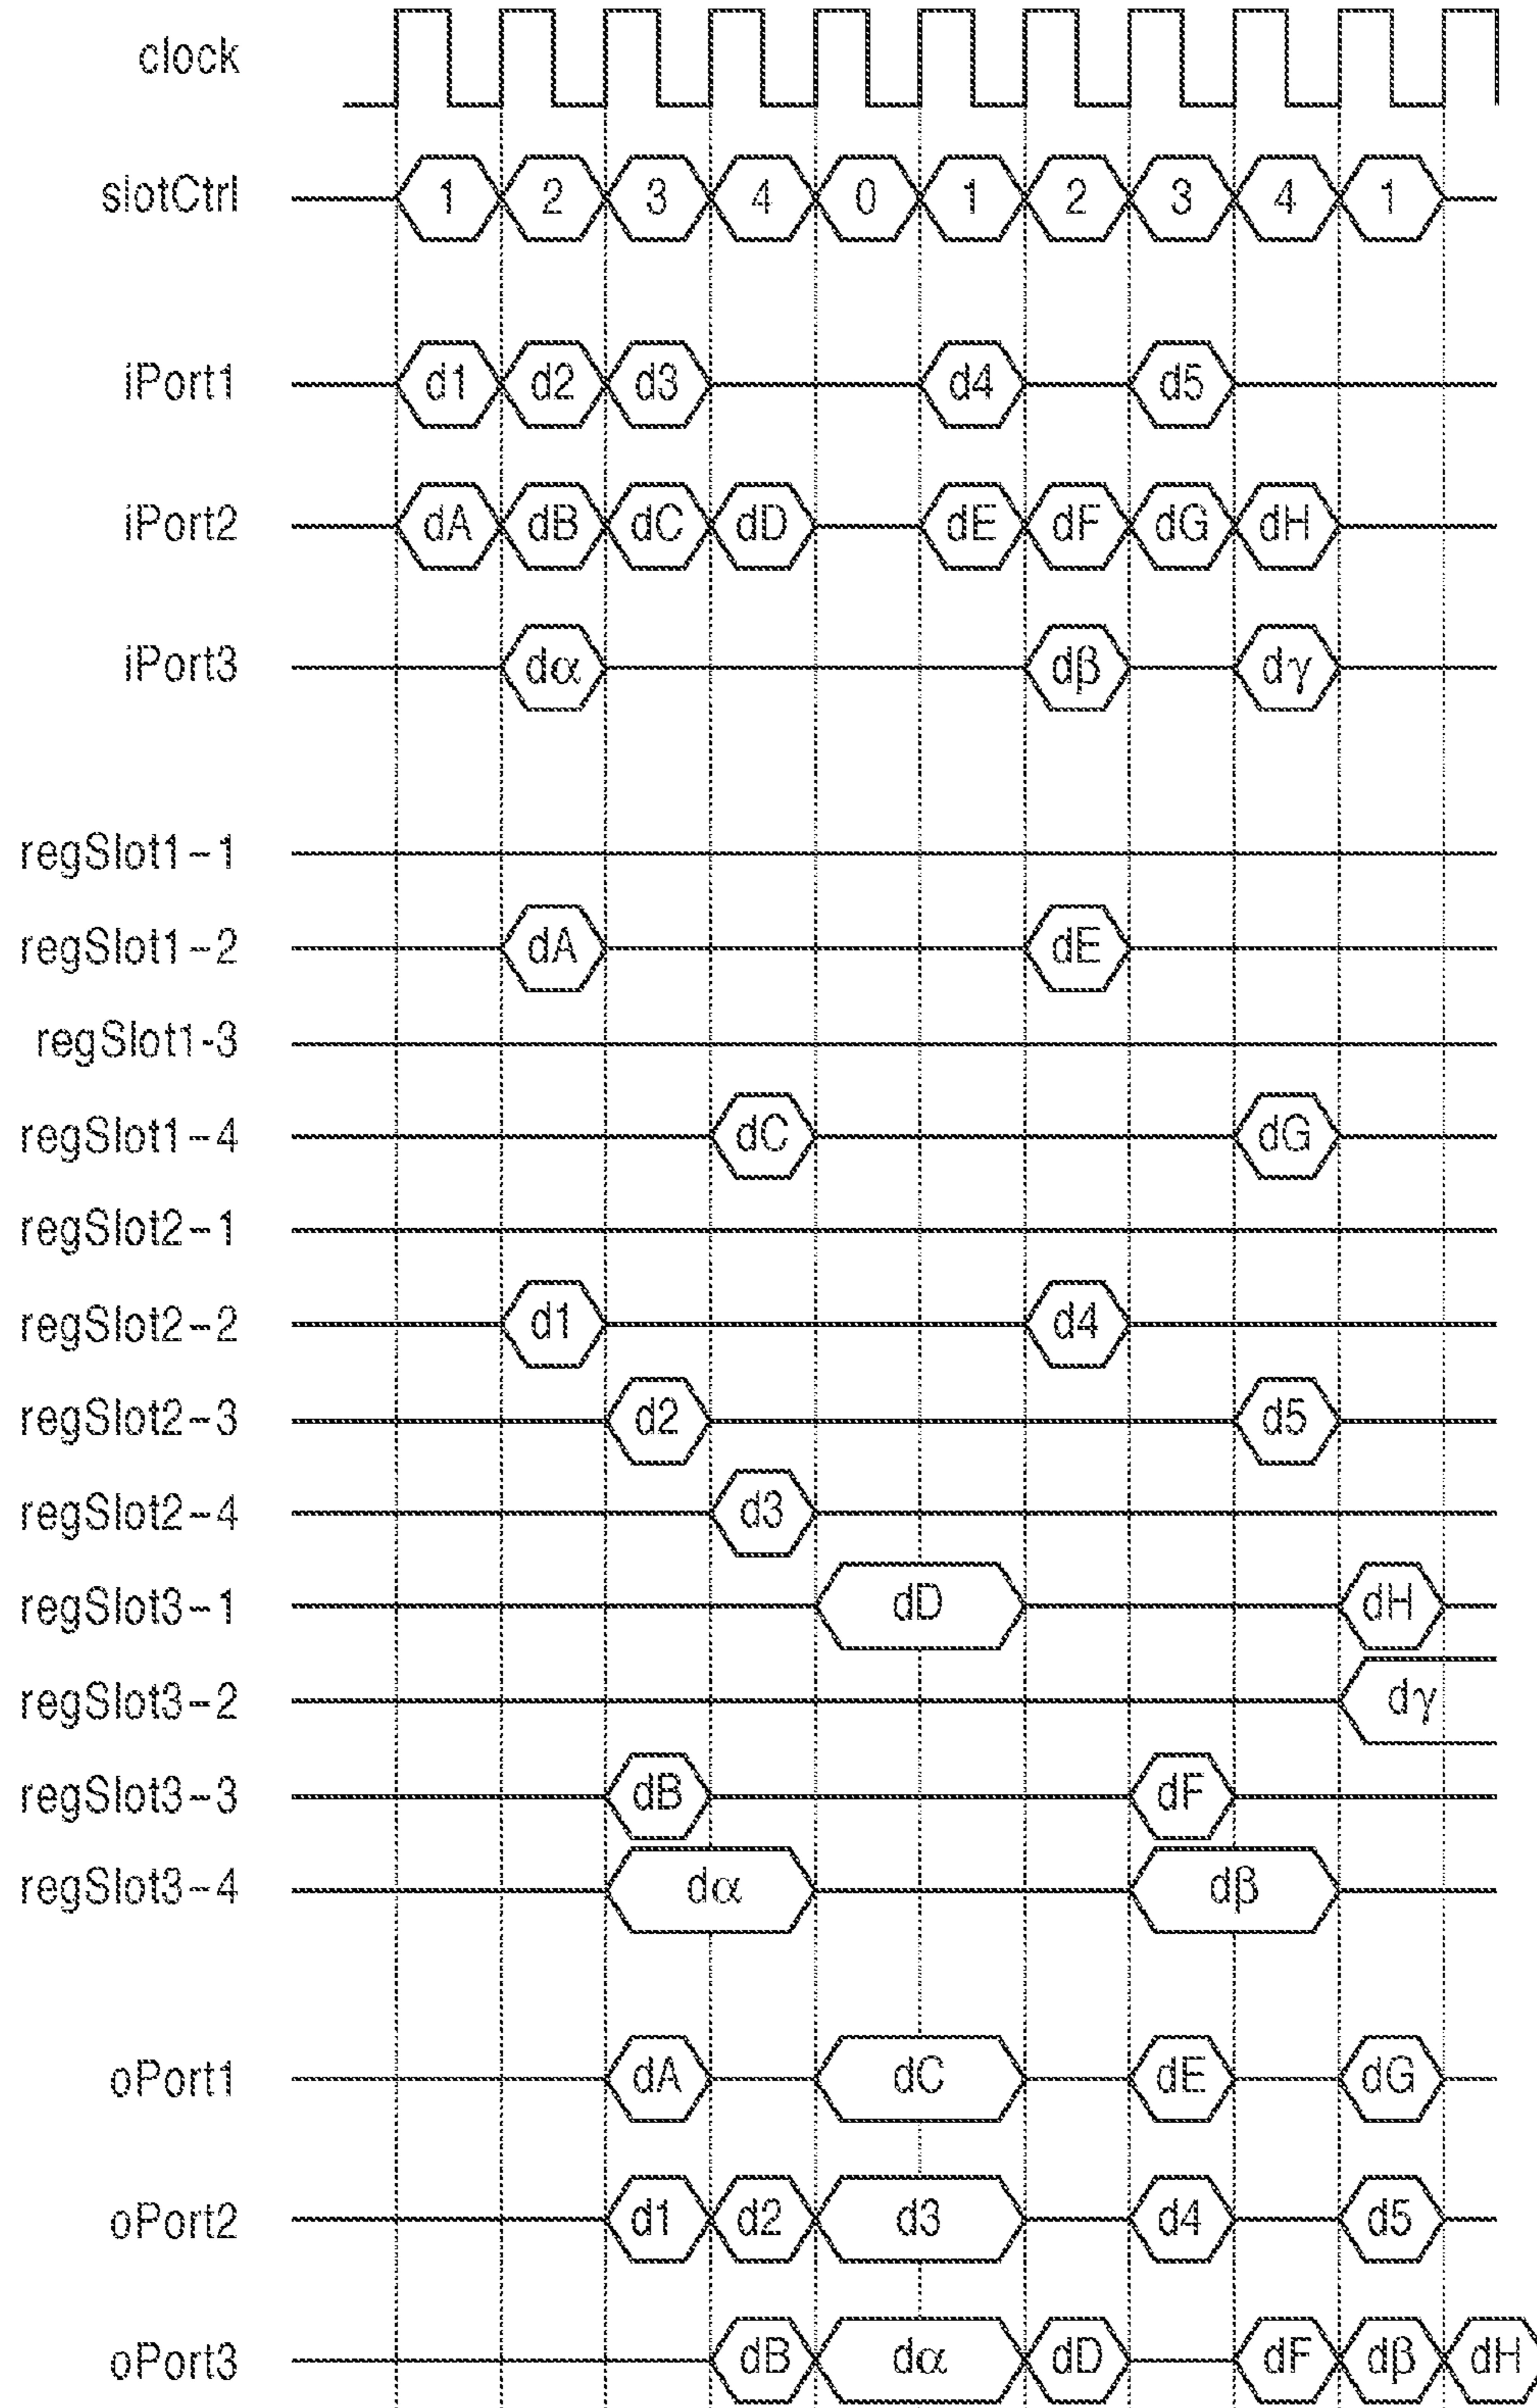 clock
slotCtrl 1 2 3 4 0 1 2 3 4 1
iPort1 d1 d2 d3 d4 d5
iPort2 dA dB dC dD dE dF dG dH
iPort3 dα dβ dγ
regSlot1-1
regSlot1-2 dA dE
regSlot1-3
regSlot1-4 dC dG
regSlot2-1
regSlot2-2 d1 d4
regSlot2-3 d2 d5
regSlot2-4 d3
regSlot3-1 dD dH
regSlot3-2 dγ
regSlot3-3 dB dF
regSlot3-4 dα dβ
oPort1 dA dC dE dG
oPort2 d1 d2 d3 d4 d5
oPort3 dB dα dD dF dβ dH